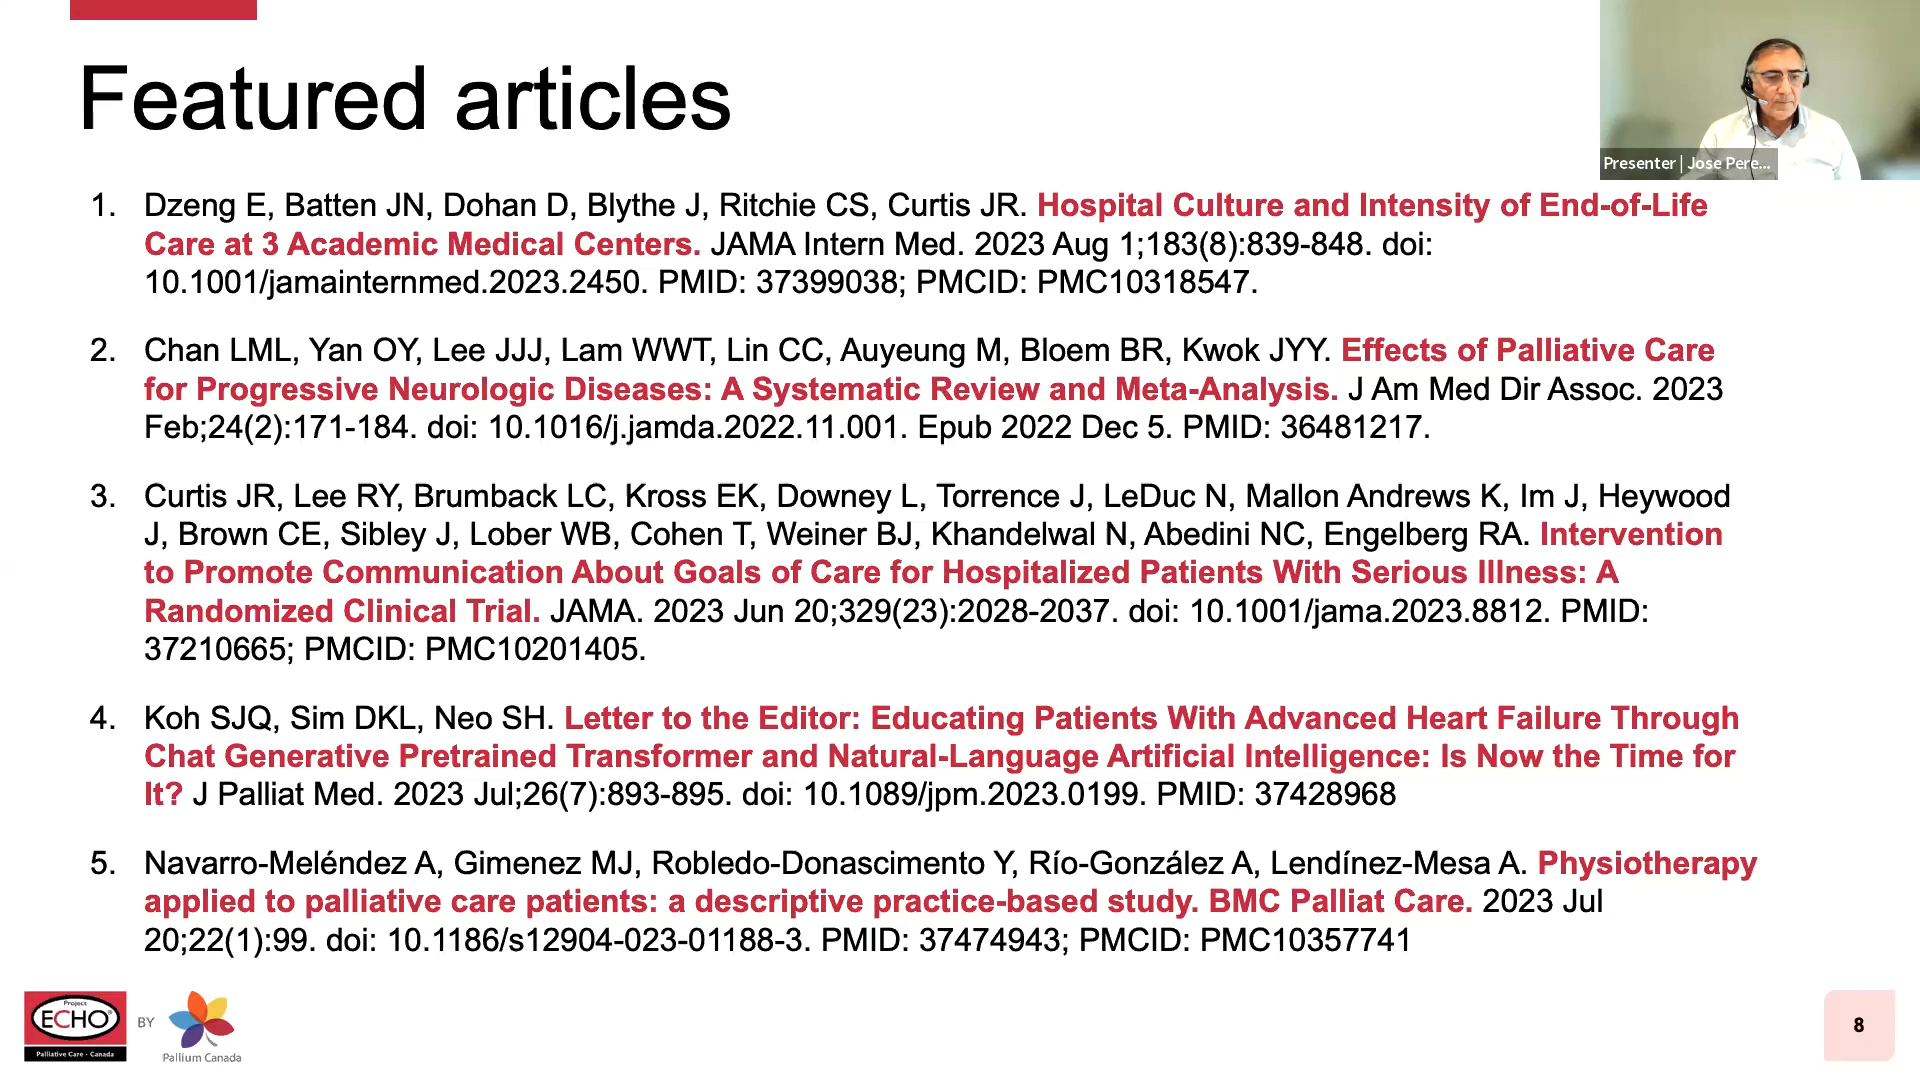 Featured articles
Presenter | Jose Pere...
1. Dzeng E, Batten JN, Dohan D, Blythe J, Ritchie CS, Curtis JR. Hospital Culture and Intensity of End-of-Life
Care at 3 Academic Medical Centers. JAMA Intern Med. 2023 Aug 1;183(8):839-848. doi:
10.1001/jamainternmed.2023.2450. PMID: 37399038; PMCID: PMC10318547.
2. Chan LML, Yan OY, Lee JJJ, Lam WWT, Lin CC, Auyeung M, Bloem BR, Kwok JYY. Effects of Palliative Care
for Progressive Neurologic Diseases: A Systematic Review and Meta-Analysis. J Am Med Dir Assoc. 2023
Feb;24(2):171-184. doi: 10.1016/j.jamda.2022.11.001. Epub 2022 Dec 5. PMID: 36481217.
3. Curtis JR, Lee RY, Brumback LC, Kross EK, Downey L, Torrence J, LeDuc N, Mallon Andrews K, Im J, Heywood
J, Brown CE, Sibley J, Lober WB, Cohen T, Weiner BJ, Khandelwal N, Abedini NC, Engelberg RA. Intervention
to Promote Communication About Goals of Care for Hospitalized Patients With Serious Illness: A
Randomized Clinical Trial. JAMA. 2023 Jun 20;329(23):2028-2037. doi: 10.1001/jama.2023.8812. PMID:
37210665; PMCID: PMC10201405.
4. Koh SJQ, Sim DKL, Neo SH. Letter to the Editor: Educating Patients With Advanced Heart Failure Through
Chat Generative Pretrained Transformer and Natural-Language Artificial Intelligence: Is Now the Time for
It? J Palliat Med. 2023 Jul;26(7):893-895. doi: 10.1089/jpm.2023.0199. PMID: 37428968
5. Navarro-Meléndez A, Gimenez MJ, Robledo-Donascimento Y, Río-González A, Lendínez-Mesa A. Physiotherapy
applied to palliative care patients: a descriptive practice-based study. BMC Palliat Care. 2023 Jul
20;22(1):99. doi: 10.1186/s12904-023-01188-3. PMID: 37474943; PMCID: PMC10357741
Project
ECHO®
Palliative Care - Canada
BY
Pallium Canada
8